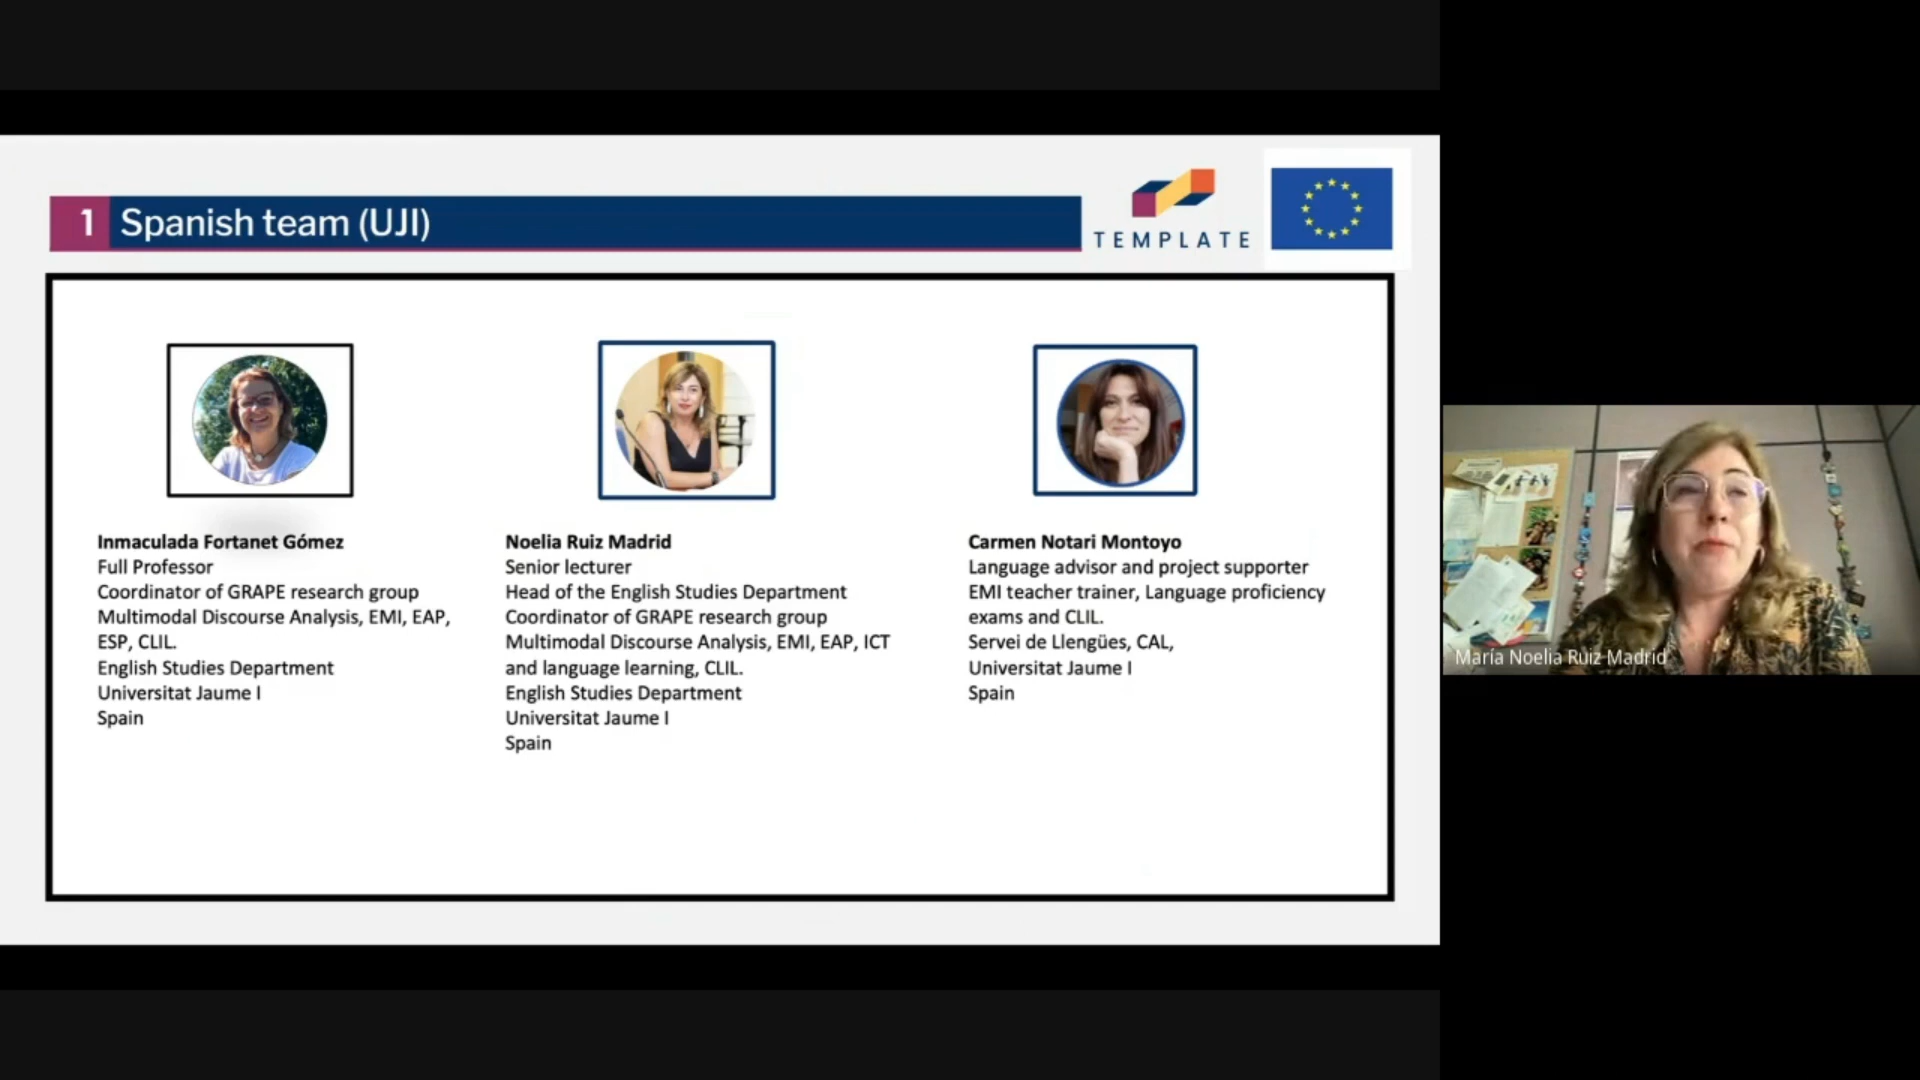 1 Spanish team (UJI)
TEMPLATE
Inmaculada Fortanet Gómez
Full Professor
Coordinator of GRAPE research group
Multimodal Discourse Analysis, EMI, EAP,
ESP, CLIL.
English Studies Department
Universitat Jaume I
Spain
Noelia Ruiz Madrid
Senior lecturer
Head of the English Studies Department
Coordinator of GRAPE research group
Multimodal Discourse Analysis, EMI, EAP, ICT
and language learning, CLIL.
English Studies Department
Universitat Jaume I
Spain
Carmen Notari Montoyo
Language advisor and project supporter
EMI teacher trainer, Language proficiency
exams and CLIL.
Servei de Llengües, CAL,
Universitat Jaume I
Spain
María Noelia Ruiz Madrid